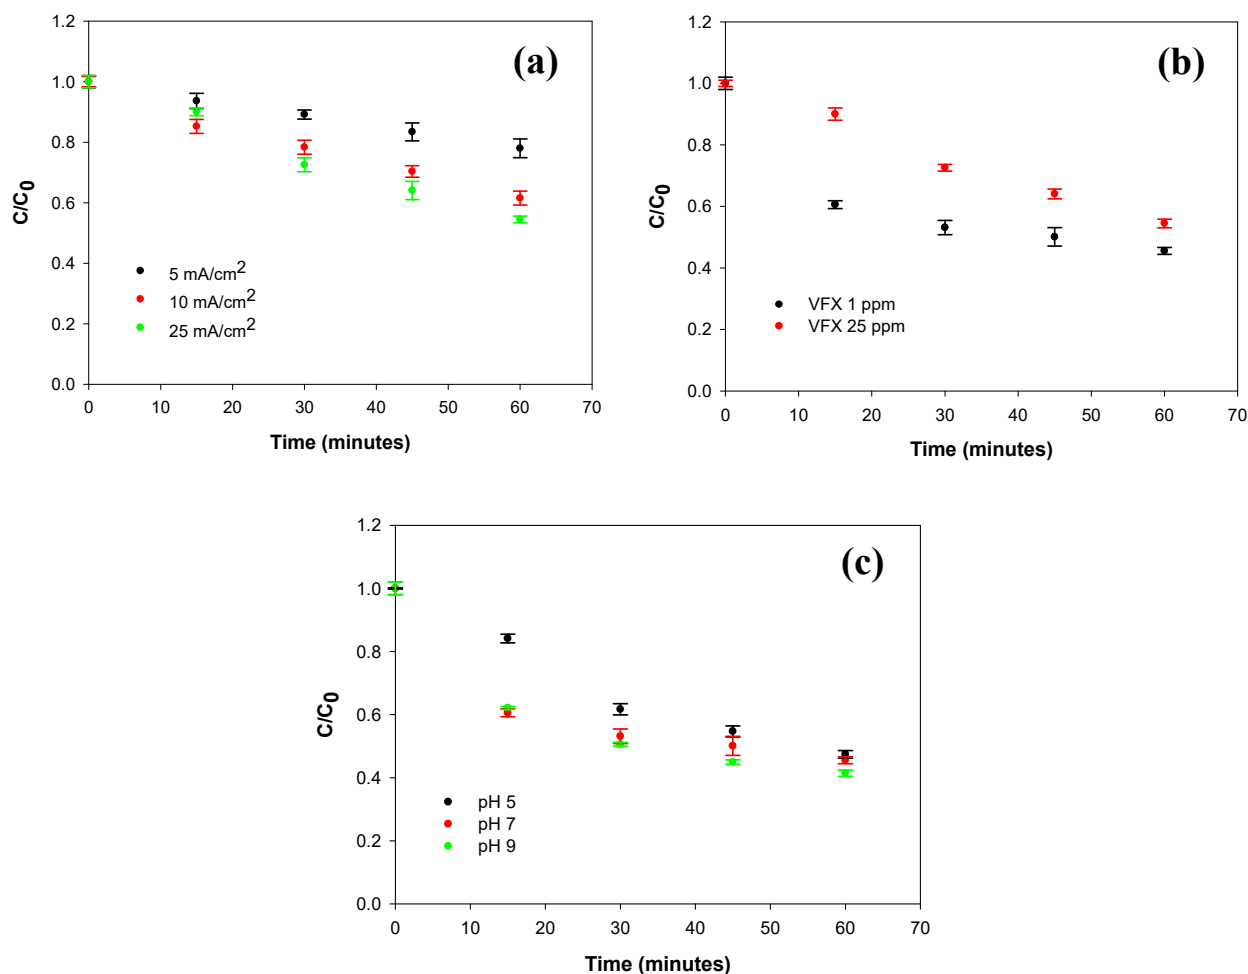 (a)
1.2
1.0
0.8
0.6
0.4
0.2
0.0
C/C0
5 mA/cm2
10 mA/cm2
25 mA/cm2
0 10 20 30 40 50 60 70
Time (minutes)
(b)
1.2
1.0
0.8
0.6
0.4
0.2
0.0
C/C0
VFX 1 ppm
VFX 25 ppm
0 10 20 30 40 50 60 70
Time (minutes)
(c)
1.2
1.0
0.8
0.6
0.4
0.2
0.0
C/C0
pH 5
pH 7
pH 9
0 10 20 30 40 50 60 70
Time (minutes)